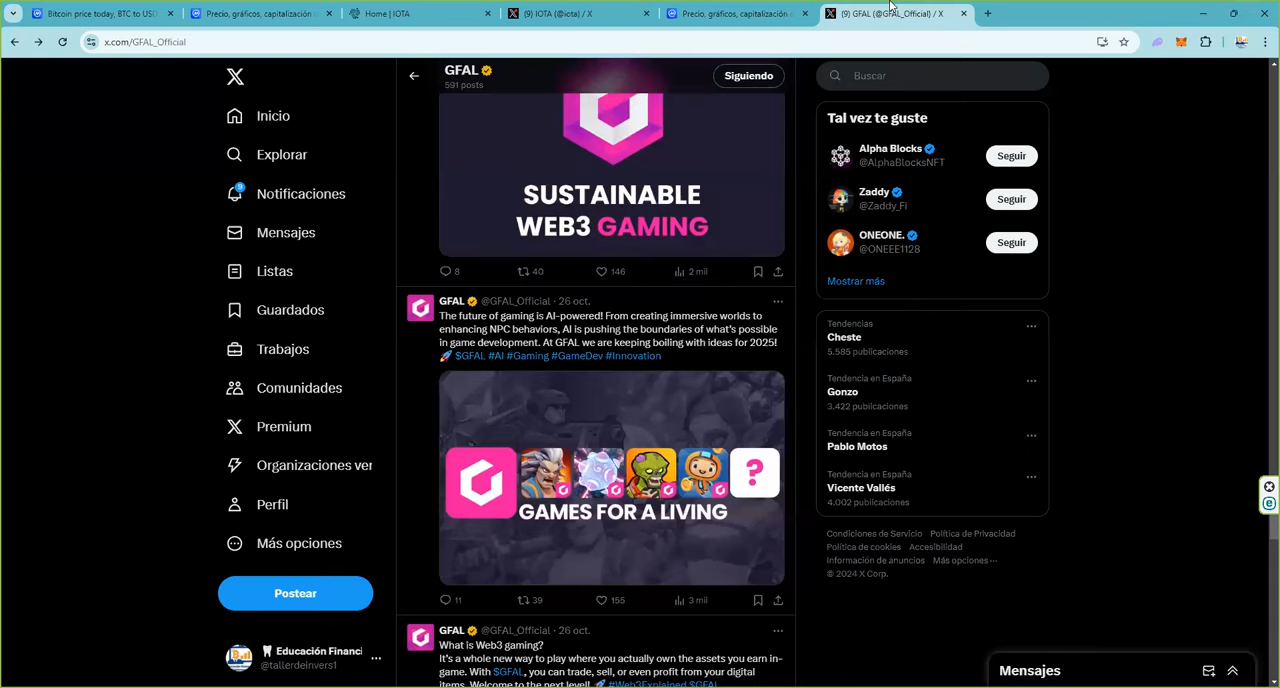 Bitcoin price today, BTC to USD
Precio, gráficos, capitalización
Home | IOTA
(9) IOTA (@iota) / X
Precio, gráficos, capitalización
(9) GFAL (@GFAL_Official) / X
x.com/GFAL_Official
Inicio
Explorar
9
Notificaciones
Mensajes
Listas
Guardados
Trabajos
Comunidades
Premium
Organizaciones ver
Perfil
Más opciones
Postear
Educación Financi
@tallerdeinvers1
GFAL
591 posts
Siguiendo
SUSTAINABLE
WEB3 GAMING
8 40 146 2 mil
GFAL @GFAL_Official · 26 oct.
The future of gaming is AI-powered! From creating immersive worlds to
enhancing NPC behaviors, AI is pushing the boundaries of what's possible
in game development. At GFAL we are keeping boiling with ideas for 2025!
🚀 $GFAL #AI #Gaming #GameDev #Innovation
?
GAMES FOR A LIVING
11 39 155 3 mil
GFAL @GFAL_Official · 26 oct.
What is Web3 gaming?
It's a whole new way to play where you actually own the assets you earn in-
game. With $GFAL, you can trade, sell, or even profit from your digital
items. Welcome to the next level! 🚀 #Web3Explained $GFAL
Buscar
Tal vez te guste
Alpha Blocks
@AlphaBlocksNFT
Seguir
Zaddy
@Zaddy_Fi
Seguir
ONEONE.
@ONEEE1128
Seguir
Mostrar más
Tendencias
Cheste
5.585 publicaciones
Tendencia en España
Gonzo
3.422 publicaciones
Tendencia en España
Pablo Motos
Tendencia en España
Vicente Vallés
4.002 publicaciones
Condiciones de Servicio Política de Privacidad
Política de cookies Accesibilidad
Información de anuncios Más opciones ···
© 2024 X Corp.
Mensajes